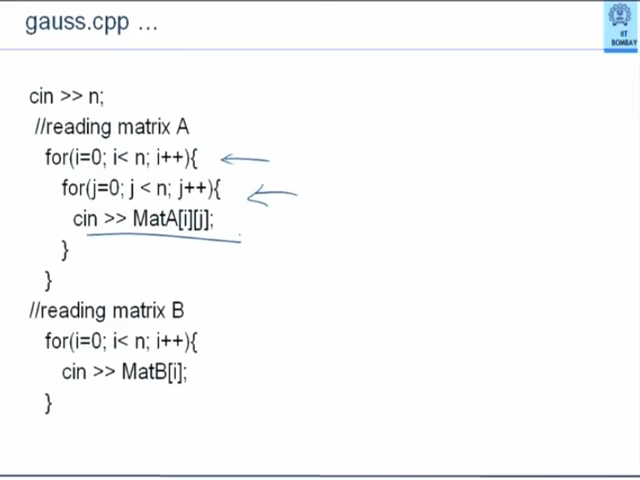 gauss.cpp ...
IIT
BOMBAY
cin >> n;
//reading matrix A
for(i=0; i< n; i++){
for(j=0; j < n; j++){
cin >> MatA[i][j];
}
}
//reading matrix B
for(i=0; i< n; i++){
cin >> MatB[i];
}